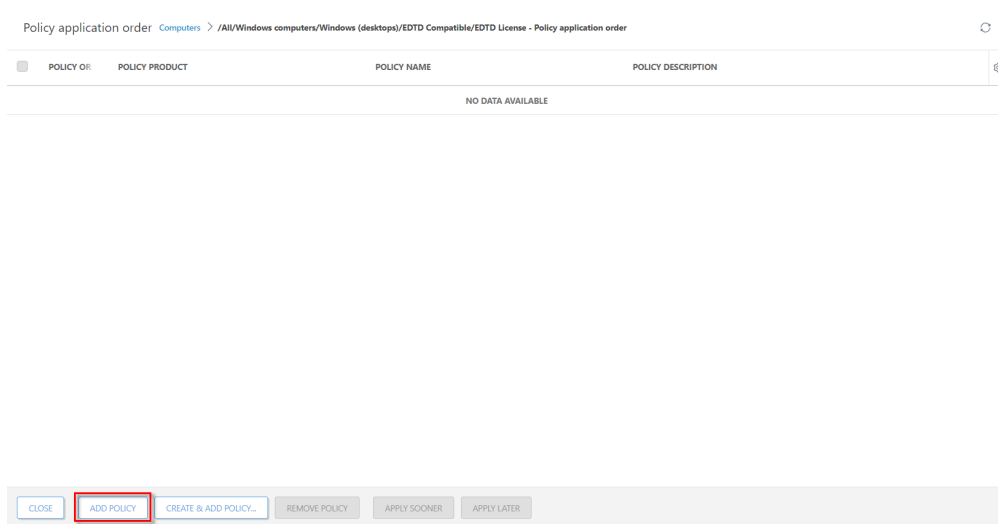 Policy application order Computers > /All/Windows computers/Windows (desktops)/EDTD Compatible/EDTD License - Policy application order
POLICY OR POLICY PRODUCT POLICY NAME POLICY DESCRIPTION
NO DATA AVAILABLE
CLOSE ADD POLICY CREATE & ADD POLICY... REMOVE POLICY APPLY SOONER APPLY LATER